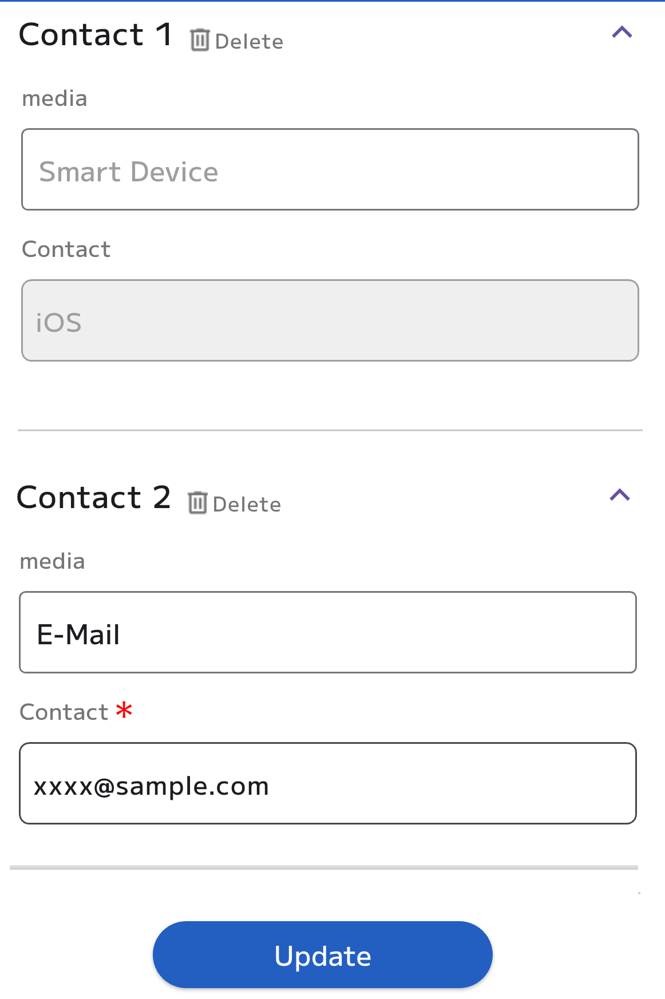 Contact 1 Delete
media
Smart Device
Contact
iOS
Contact 2 Delete
media
E-Mail
Contact *
xxxx@sample.com
Update